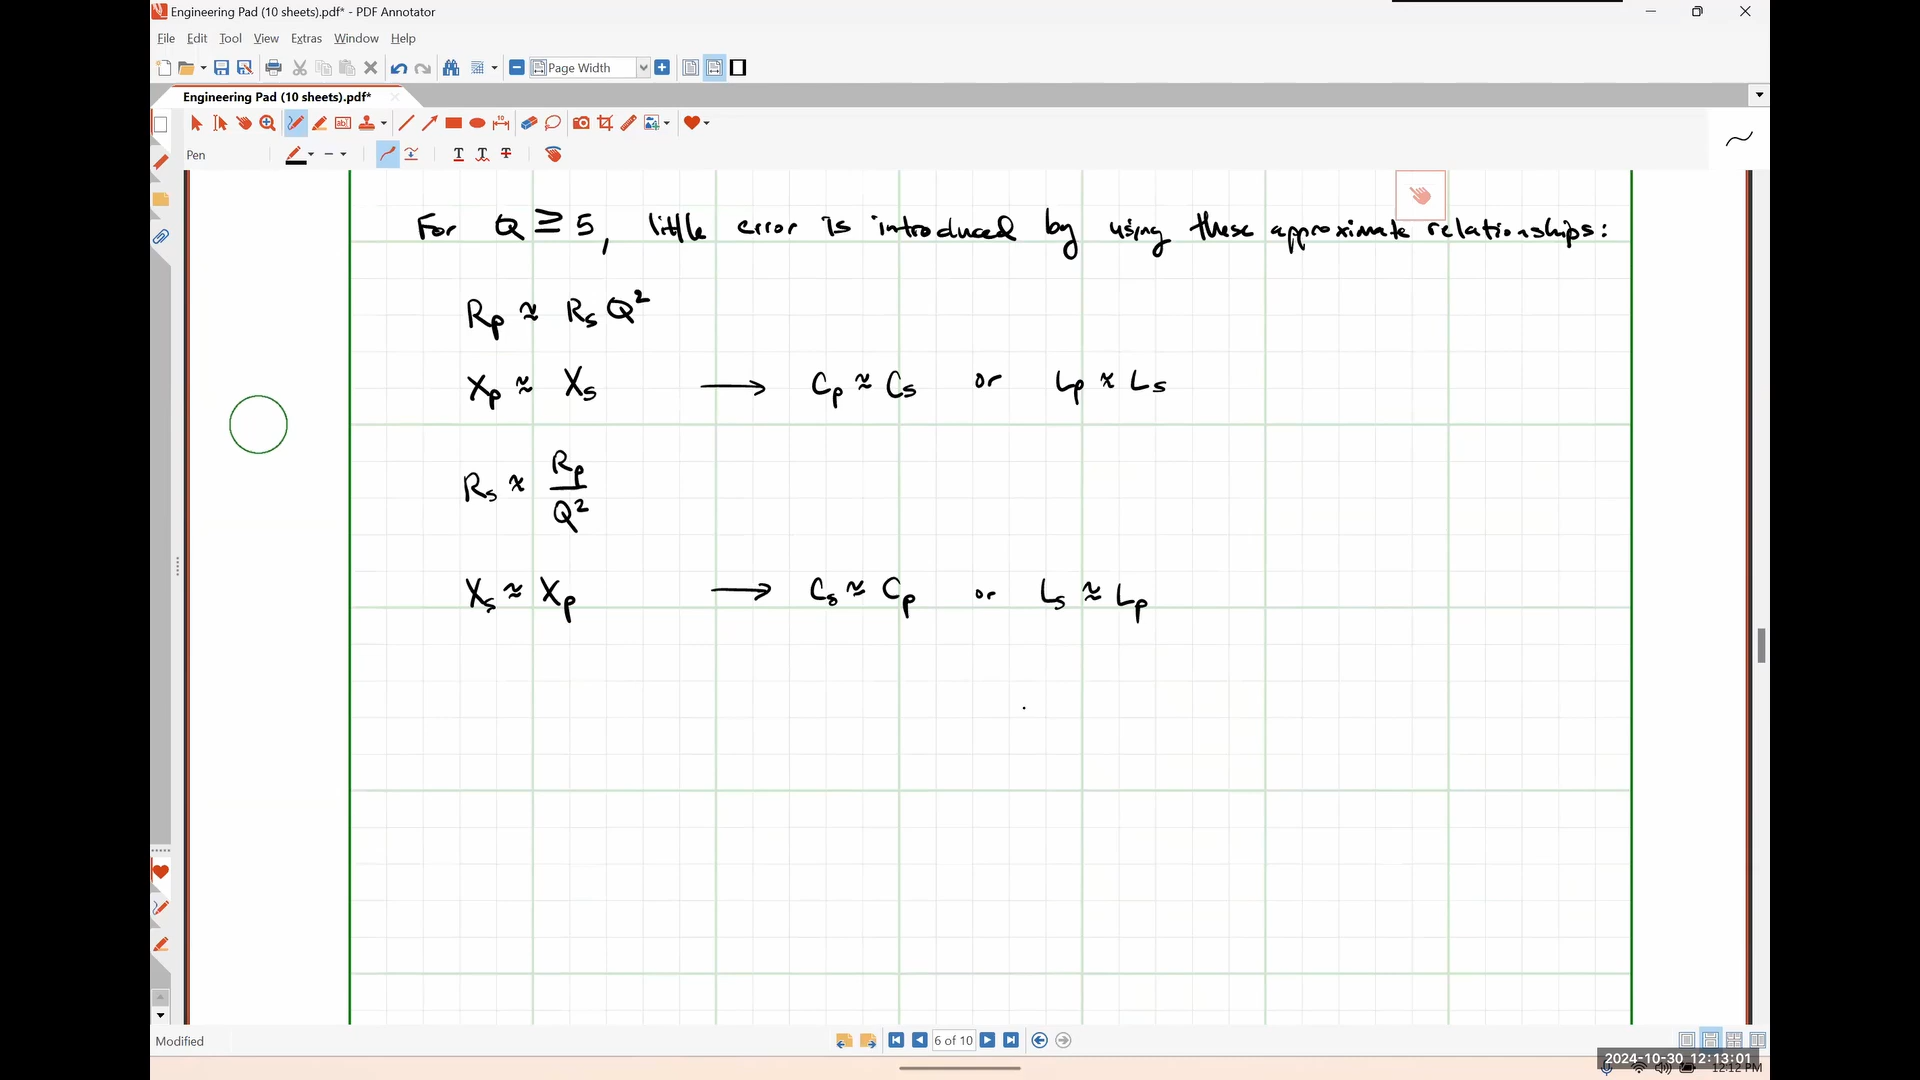 Engineering Pad (10 sheets).pdf* - PDF Annotator
File Edit Tool View Extras Window Help
Page Width
Engineering Pad (10 sheets).pdf*
Pen
For Q ≥ 5, little error is introduced by using these approximate relationships:
Rp ≈ Rs Q²
Xp ≈ Xs → Cp ≈ Cs or Lp ≈ Ls
Rs ≈ Rp / Q²
Xs ≈ Xp → Cs ≈ Cp or Ls ≈ Lp
Modified
6 of 10
2024-10-30 12:13:01
12:12 PM